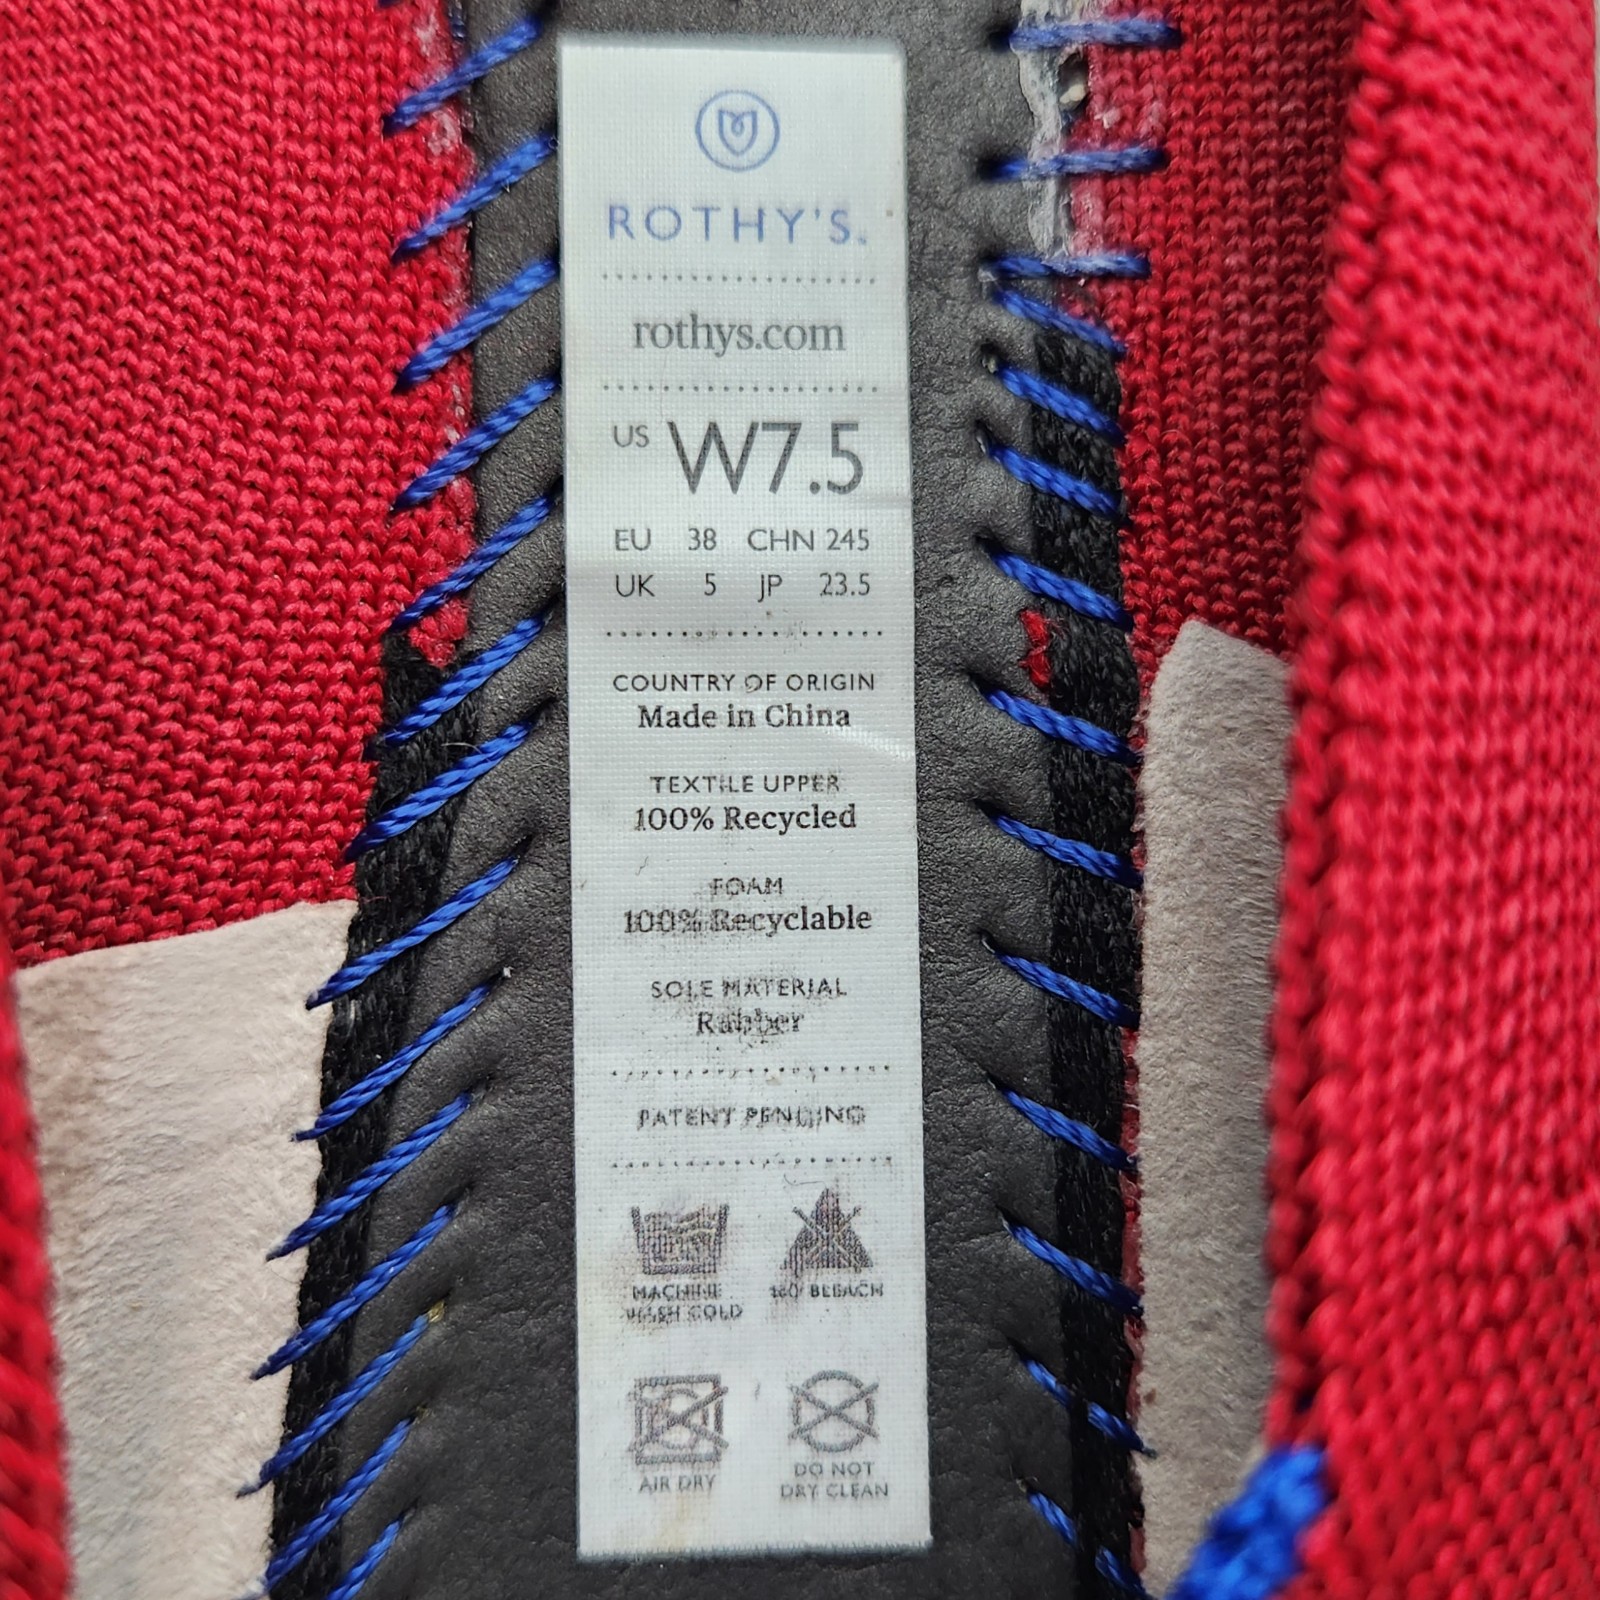 ROTHY'S.
rothys.com
US W7.5
EU 38 CHN 245
UK 5 JP 23.5
COUNTRY OF ORIGIN
Made in China
TEXTILE UPPER
100% Recycled
FOAM
100% Recyclable
SOLE MATERIAL
Rubber
PATENT PENDING
MACHINE
WASH COLD
NO BLEACH
AIR DRY
DO NOT
DRY CLEAN